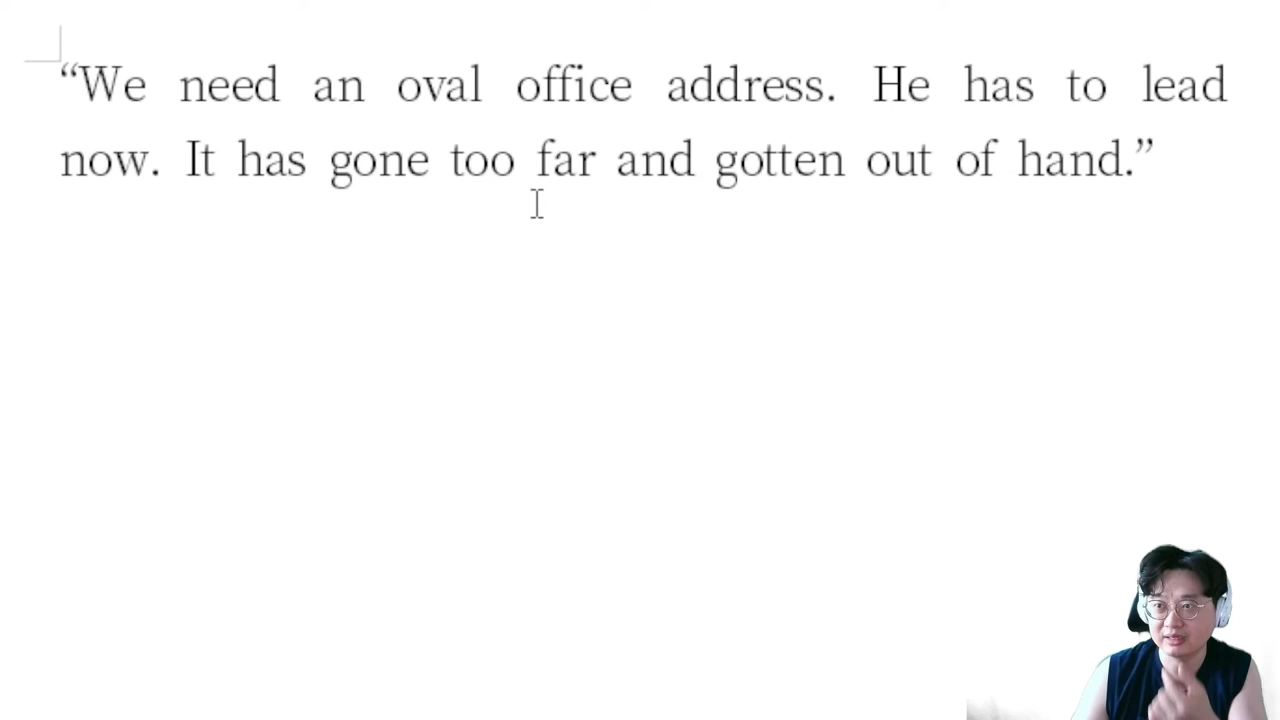 “We need an oval office address. He has to lead
now. It has gone too far and gotten out of hand.”